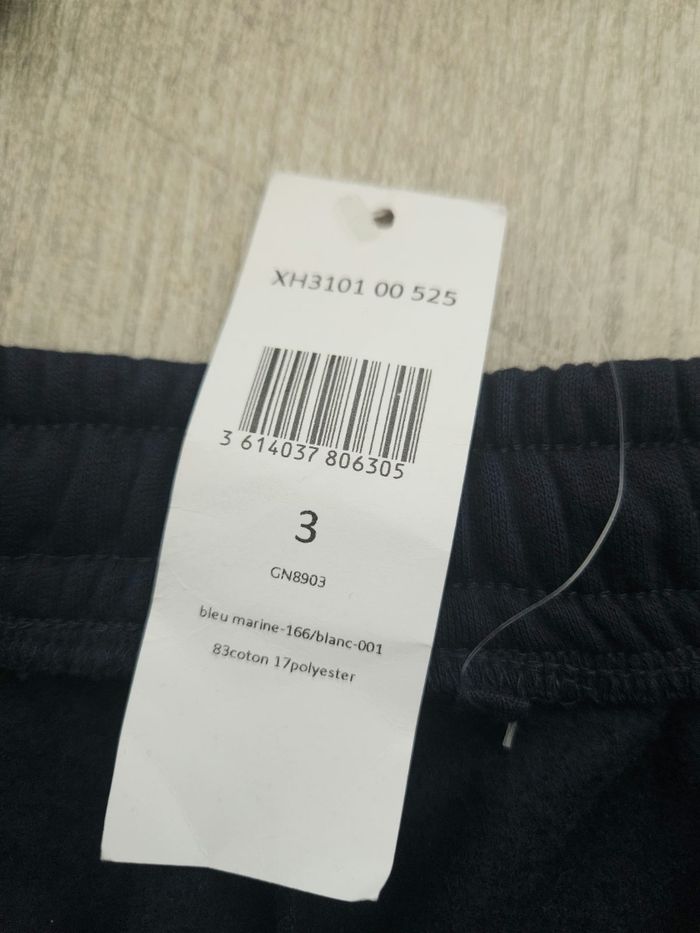 XH3101 00 525
3 614037 806305
3
GN8903
bleu marine-166/blanc-001
83coton 17polyester